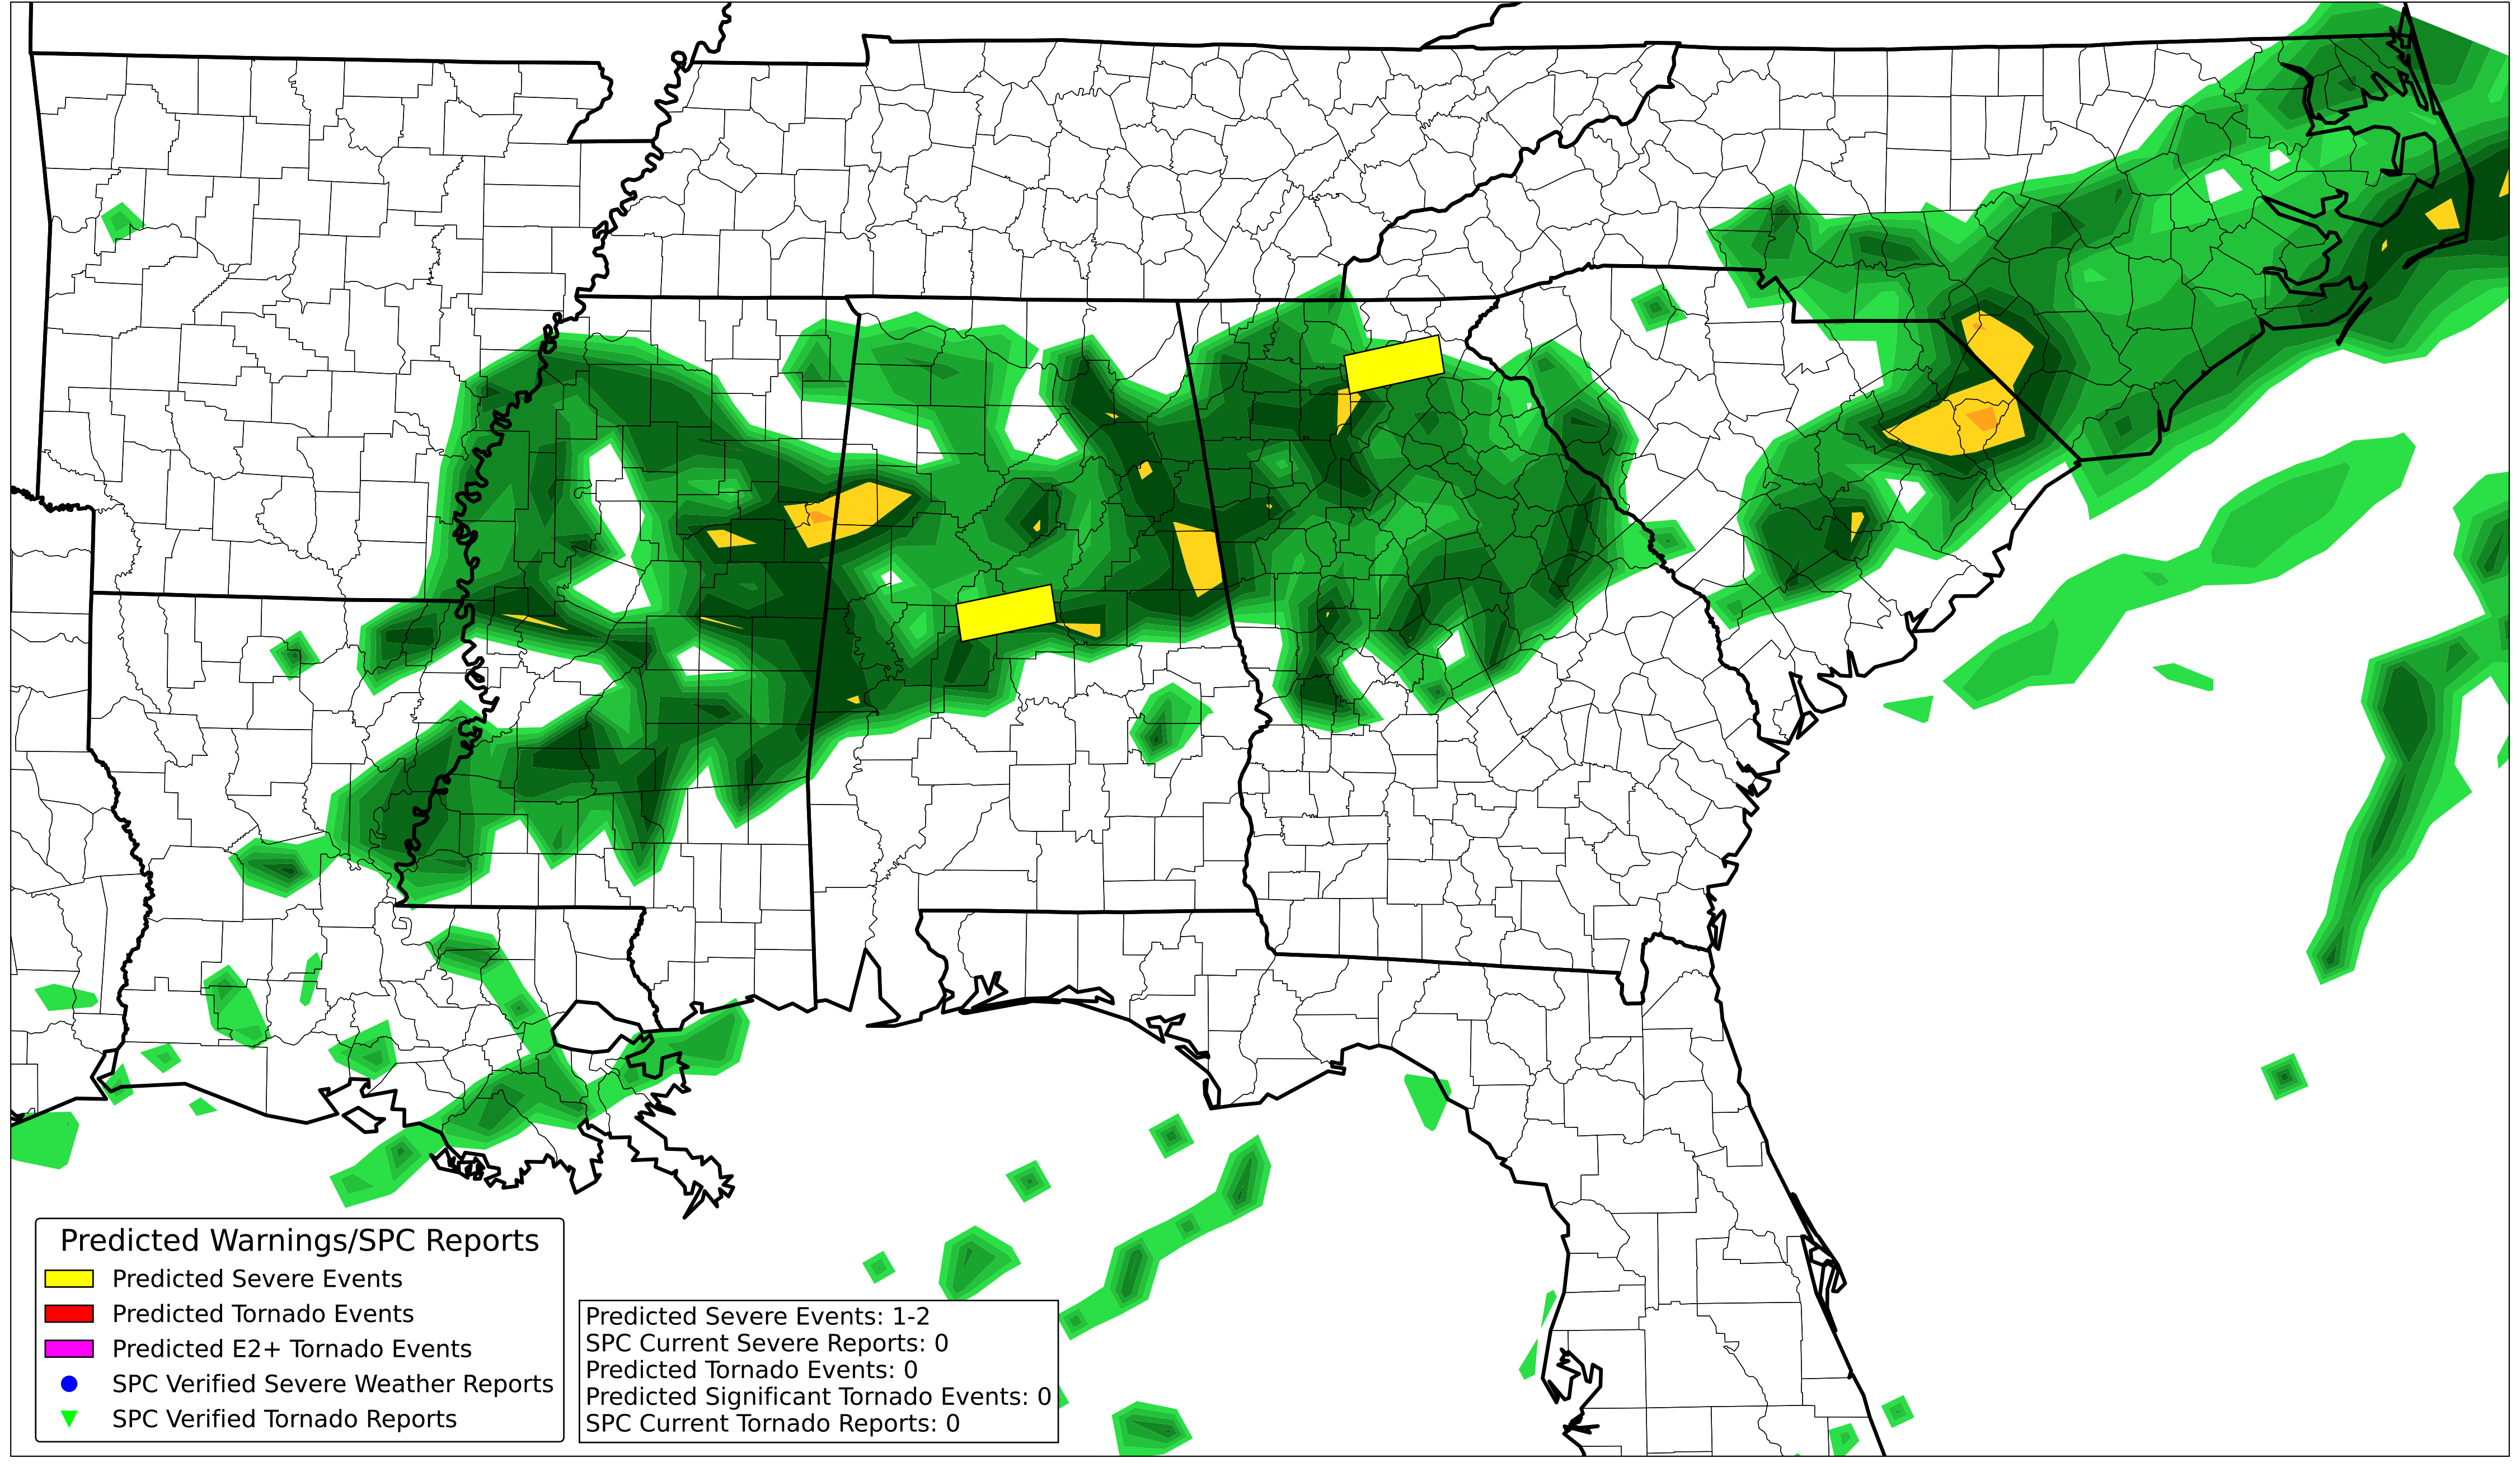 Predicted Warnings/SPC Reports
Predicted Severe Events
Predicted Tornado Events
Predicted E2+ Tornado Events
SPC Verified Severe Weather Reports
SPC Verified Tornado Reports
Predicted Severe Events: 1-2
SPC Current Severe Reports: 0
Predicted Tornado Events: 0
Predicted Significant Tornado Events: 0
SPC Current Tornado Reports: 0